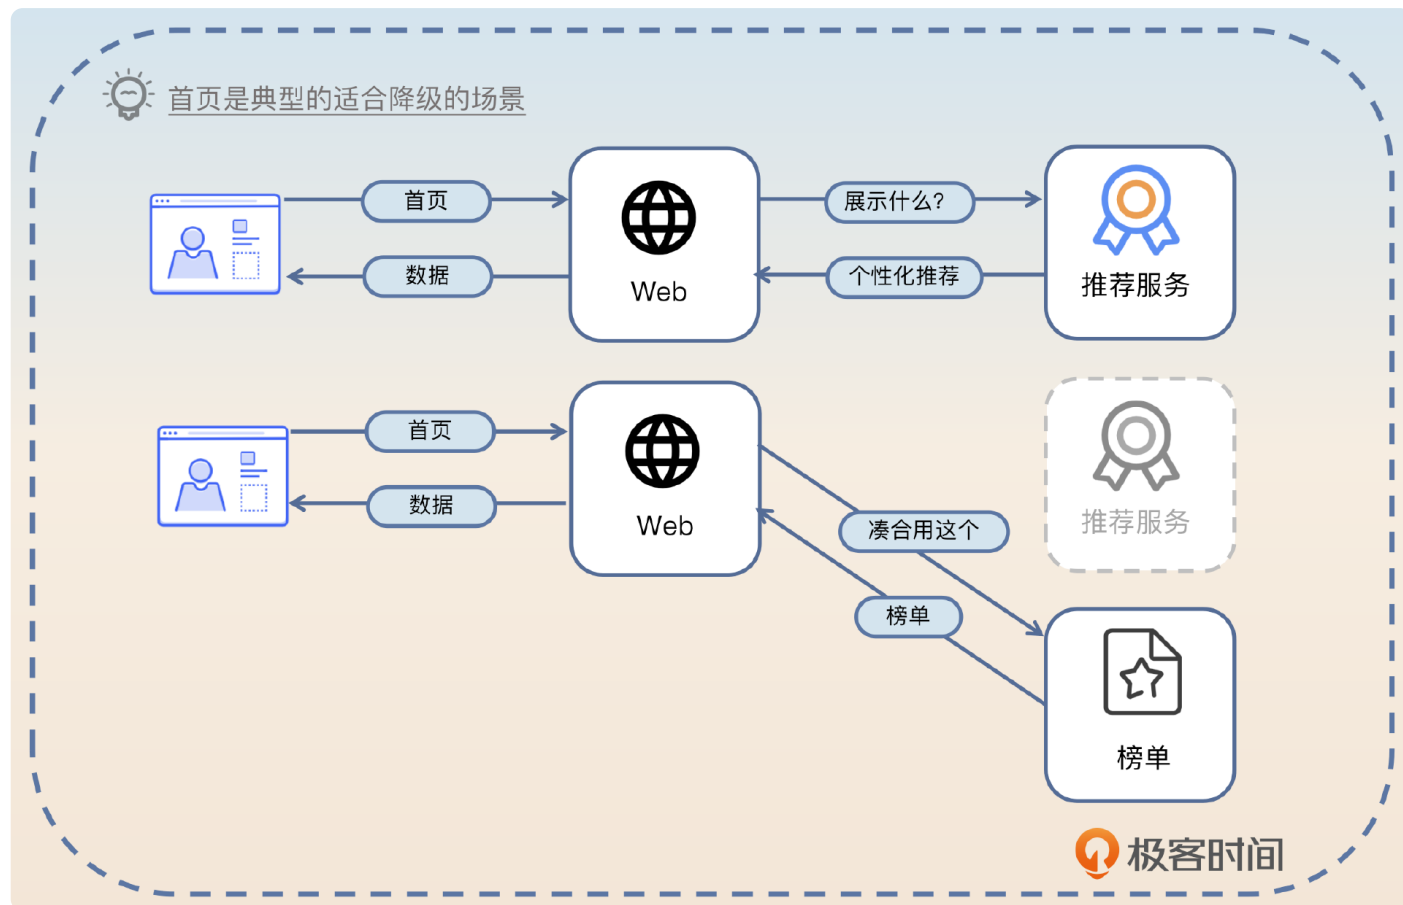 首页是典型的适合降级的场景
首页
展示什么？
数据
个性化推荐
Web
推荐服务
首页
数据
Web
凑合用这个
推荐服务
榜单
榜单
极客时间